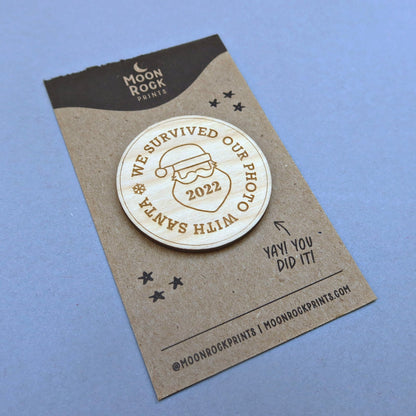 MOON
ROCK
PRINTS
WE SURVIVED OUR PHOTO WITH SANTA
2022
YAY! YOU
DID IT!
@MOONROCKPRINTS | MOONROCKPRINTS.COM